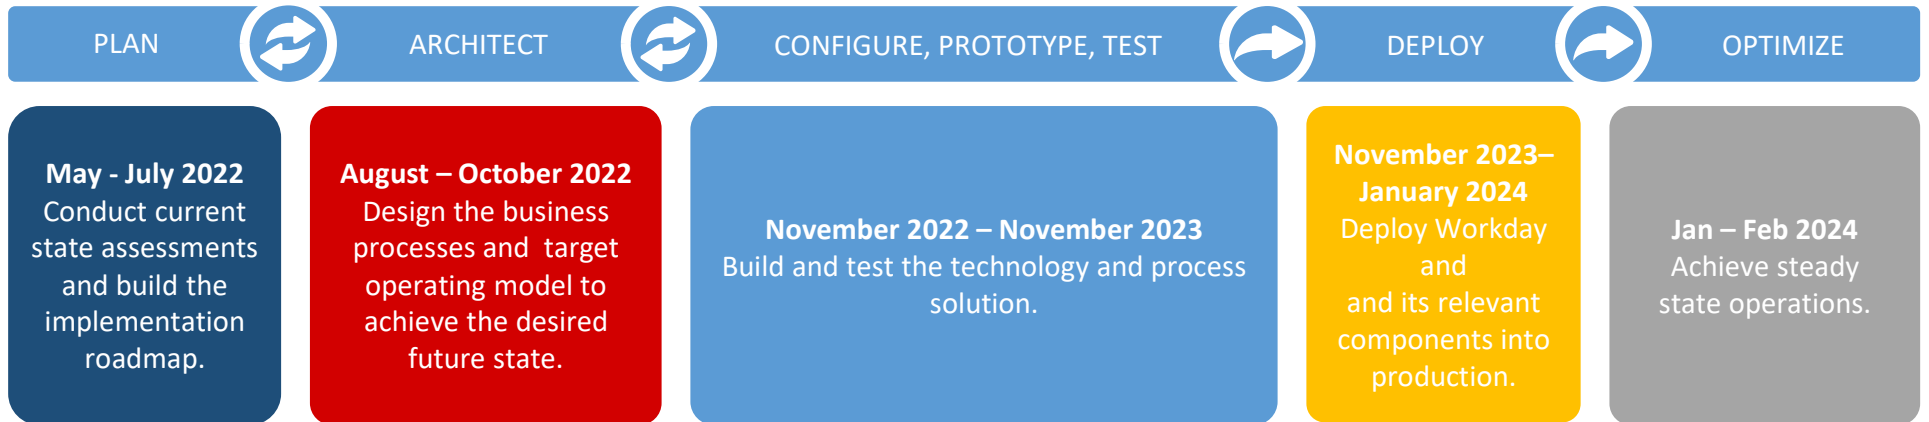 PLAN
ARCHITECT
CONFIGURE, PROTOTYPE, TEST
DEPLOY
OPTIMIZE
May - July 2022
Conduct current
state assessments
and build the
implementation
roadmap.
August – October 2022
Design the business
processes and  target
operating model to
achieve the desired
future state.
November 2022 – November 2023
Build and test the technology and process
solution.
November 2023–
January 2024
Deploy Workday
and
and its relevant
components into
production.
Jan – Feb 2024
Achieve steady
state operations.